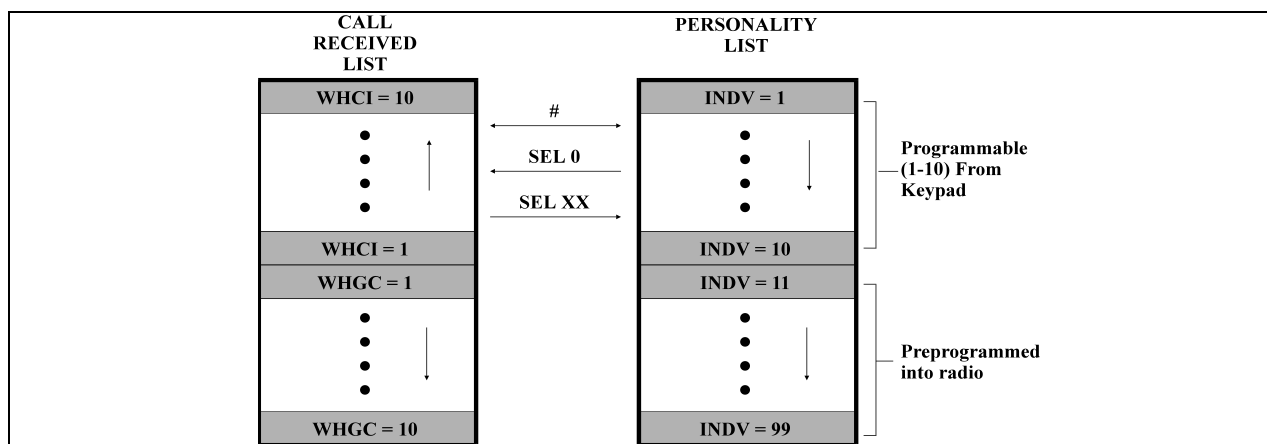 CALL
RECEIVED
LIST
PERSONALITY
LIST
WHCI = 10
#
INDV = 1
SEL 0
SEL XX
Programmable
(1-10) From
Keypad
WHCI = 1
INDV = 10
WHGC = 1
INDV = 11
Preprogrammed
into radio
WHGC = 10
INDV = 99